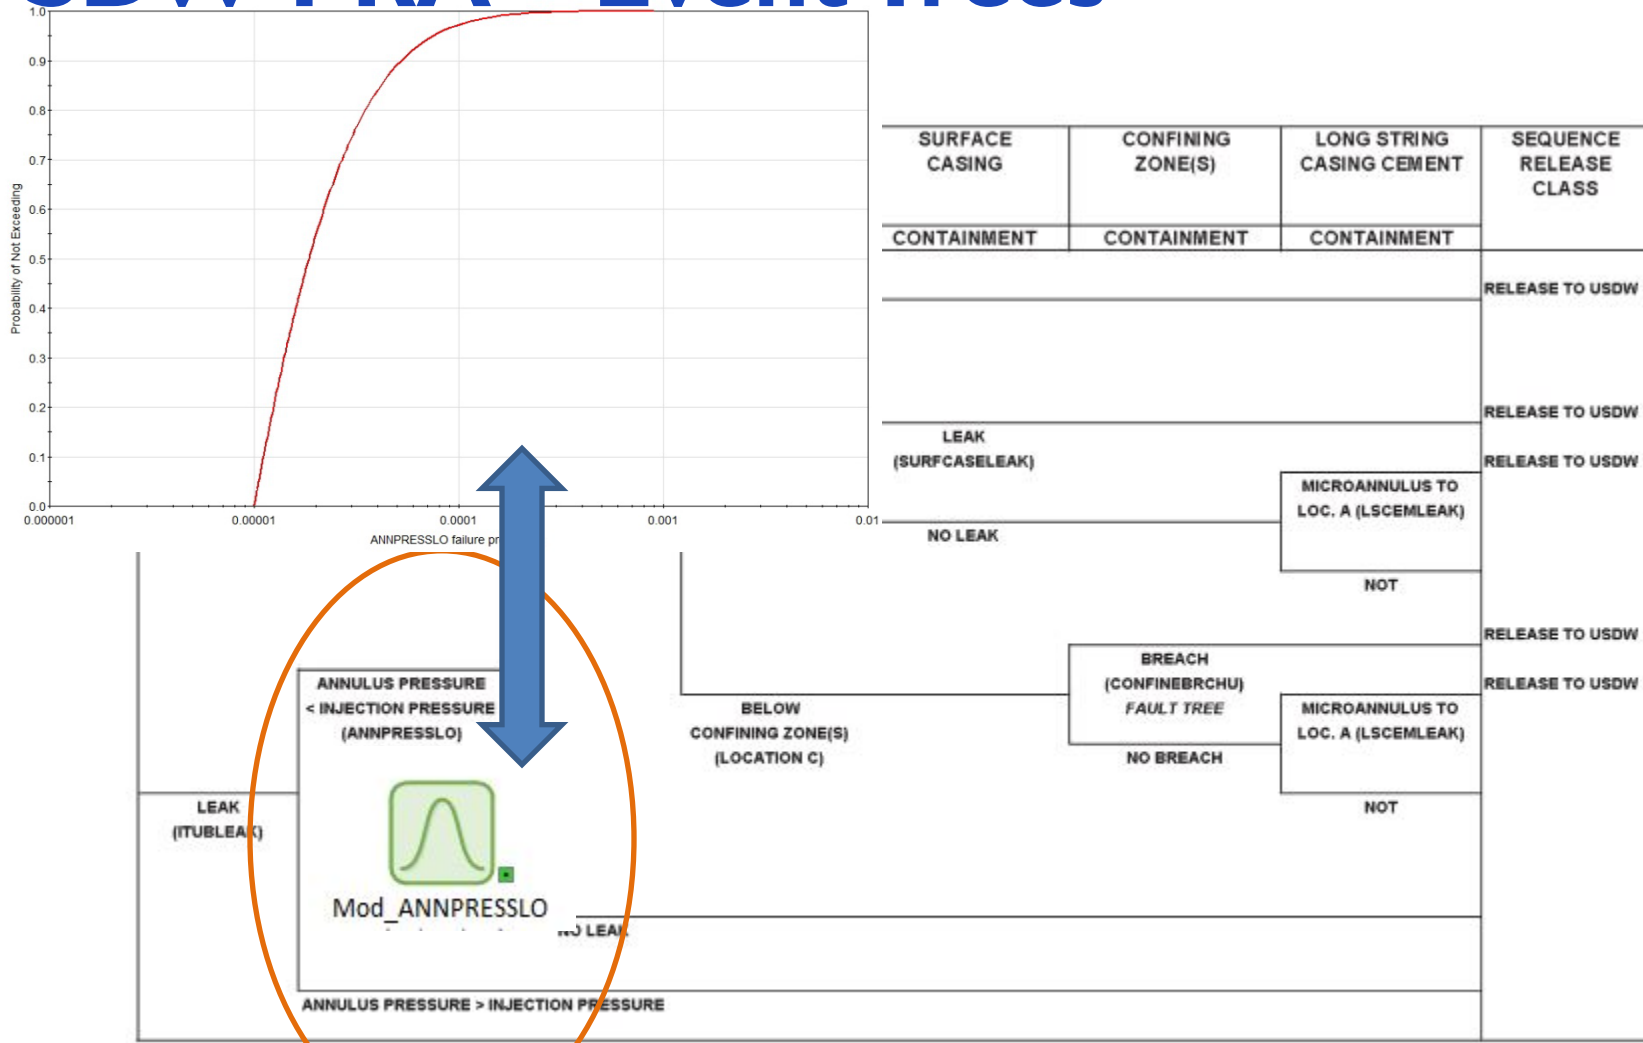 1.0
0.9
0.8
0.7
0.6
0.5
0.4
0.3
0.2
0.1
0.0
Probability of Not Exceeding
0.000001
0.00001
0.0001
0.001
0.01
ANNPRESSLO failure
SURFACE
CASING
CONFINING
ZONE(S)
LONG STRING
CASING CEMENT
SEQUENCE
RELEASE
CLASS
CONTAINMENT
CONTAINMENT
CONTAINMENT
RELEASE TO USDW
RELEASE TO USDW
LEAK
(SURFCASELEAK)
RELEASE TO USDW
MICROANNULUS TO
LOC. A (LSCEMLEAK)
NO LEAK
NOT
RELEASE TO USDW
BREACH
(CONFINEBRCHU)
FAULT TREE
RELEASE TO USDW
ANNULUS PRESSURE
< INJECTION PRESSURE
(ANNPRESSLO)
BELOW
CONFINING ZONE(S)
(LOCATION C)
MICROANNULUS TO
LOC. A (LSCEMLEAK)
NO BREACH
LEAK
(ITUBLEAK)
NOT
Mod_ANNPRESSLO
NO LEAK
ANNULUS PRESSURE > INJECTION PRESSURE